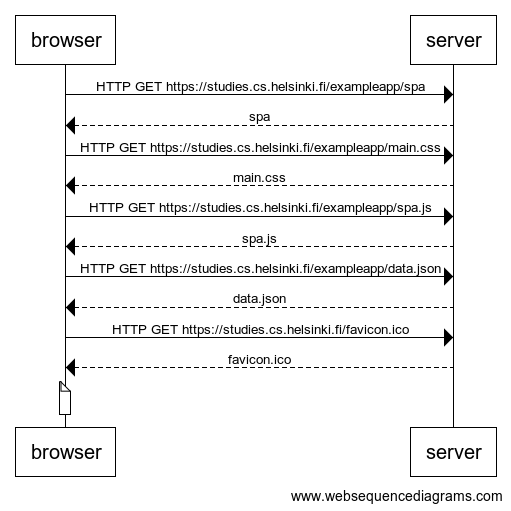 browser
server
HTTP GET https://studies.cs.helsinki.fi/exampleapp/spa
spa
HTTP GET https://studies.cs.helsinki.fi/exampleapp/main.css
main.css
HTTP GET https://studies.cs.helsinki.fi/exampleapp/spa.js
spa.js
HTTP GET https://studies.cs.helsinki.fi/exampleapp/data.json
data.json
HTTP GET https://studies.cs.helsinki.fi/favicon.ico
favicon.ico
browser
server
www.websequencediagrams.com